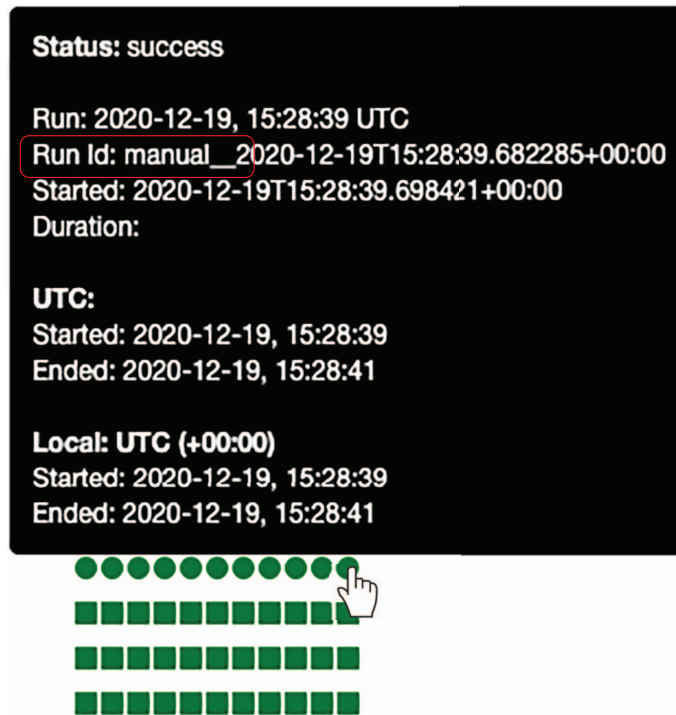 Status: success
Run: 2020-12-19, 15:28:39 UTC
Run Id: manual__2020-12-19T15:28:39.682285+00:00
Started: 2020-12-19T15:28:39.698421+00:00
Duration:
UTC:
Started: 2020-12-19, 15:28:39
Ended: 2020-12-19, 15:28:41
Local: UTC (+00:00)
Started: 2020-12-19, 15:28:39
Ended: 2020-12-19, 15:28:41